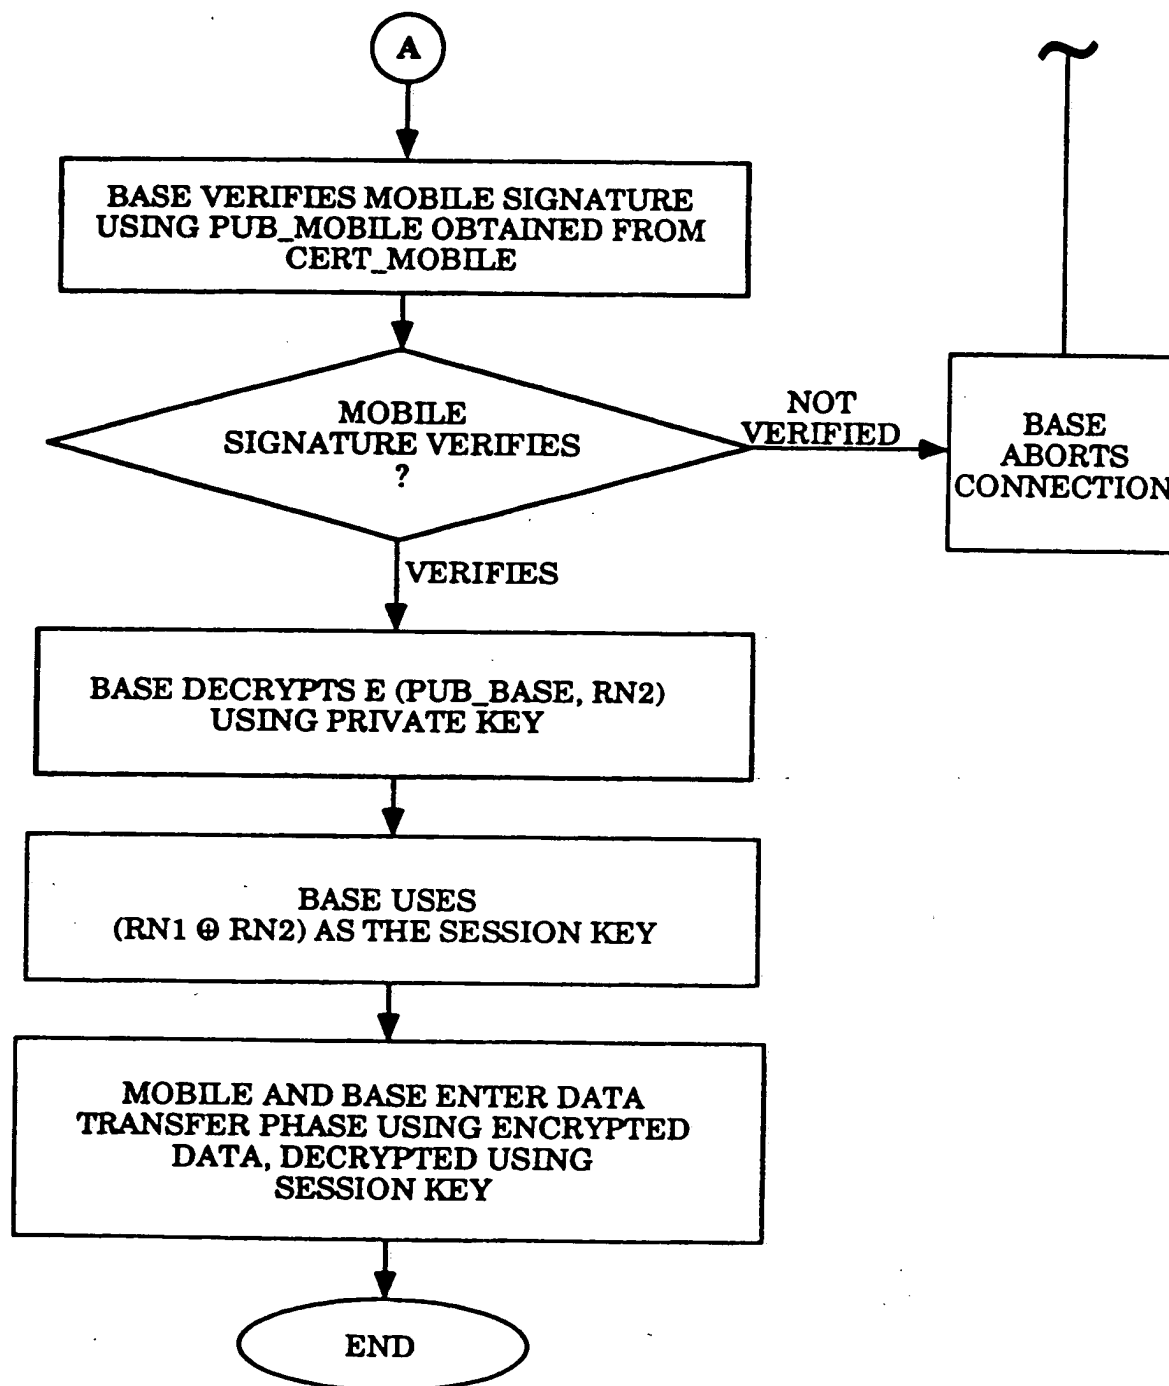 A
BASE VERIFIES MOBILE SIGNATURE
USING PUB_MOBILE OBTAINED FROM
CERT_MOBILE
MOBILE
SIGNATURE VERIFIES
?
NOT
VERIFIED
BASE
ABORTS
CONNECTION
VERIFIES
BASE DECRYPTS E (PUB_BASE, RN2)
USING PRIVATE KEY
BASE USES
(RN1 ⊕ RN2) AS THE SESSION KEY
MOBILE AND BASE ENTER DATA
TRANSFER PHASE USING ENCRYPTED
DATA, DECRYPTED USING
SESSION KEY
END